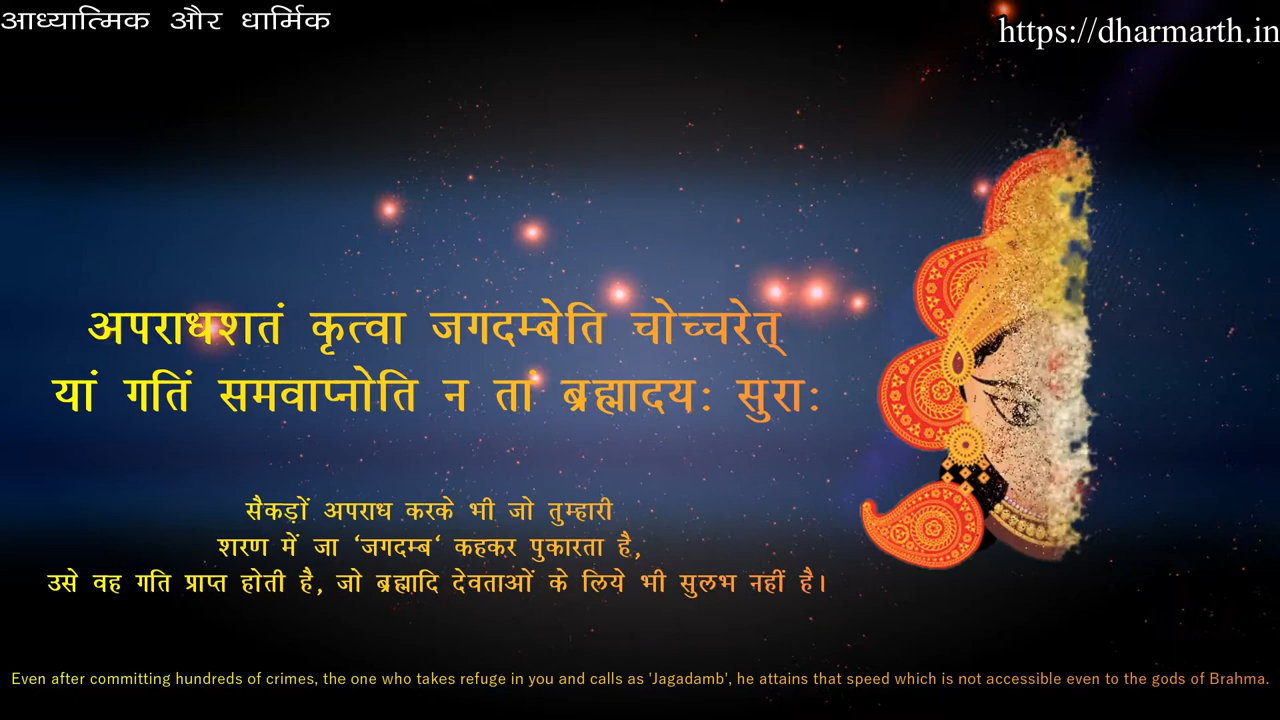 आध्यात्मिक और धार्मिक
https://dharmarth.in
अपराधशतं कृत्वा जगदम्बेति चोच्चरेत्
यां गतिं समवाप्नोति न तां ब्रह्मादयः सुराः
सैकड़ों अपराध करके भी जो तुम्हारी
शरण में जा ‘जगदम्ब‘ कहकर पुकारता है,
उसे वह गति प्राप्त होती है, जो ब्रह्मादि देवताओं के लिये भी सुलभ नहीं है।
Even after committing hundreds of crimes, the one who takes refuge in you and calls as 'Jagadamb', he attains that speed which is not accessible even to the gods of Brahma.